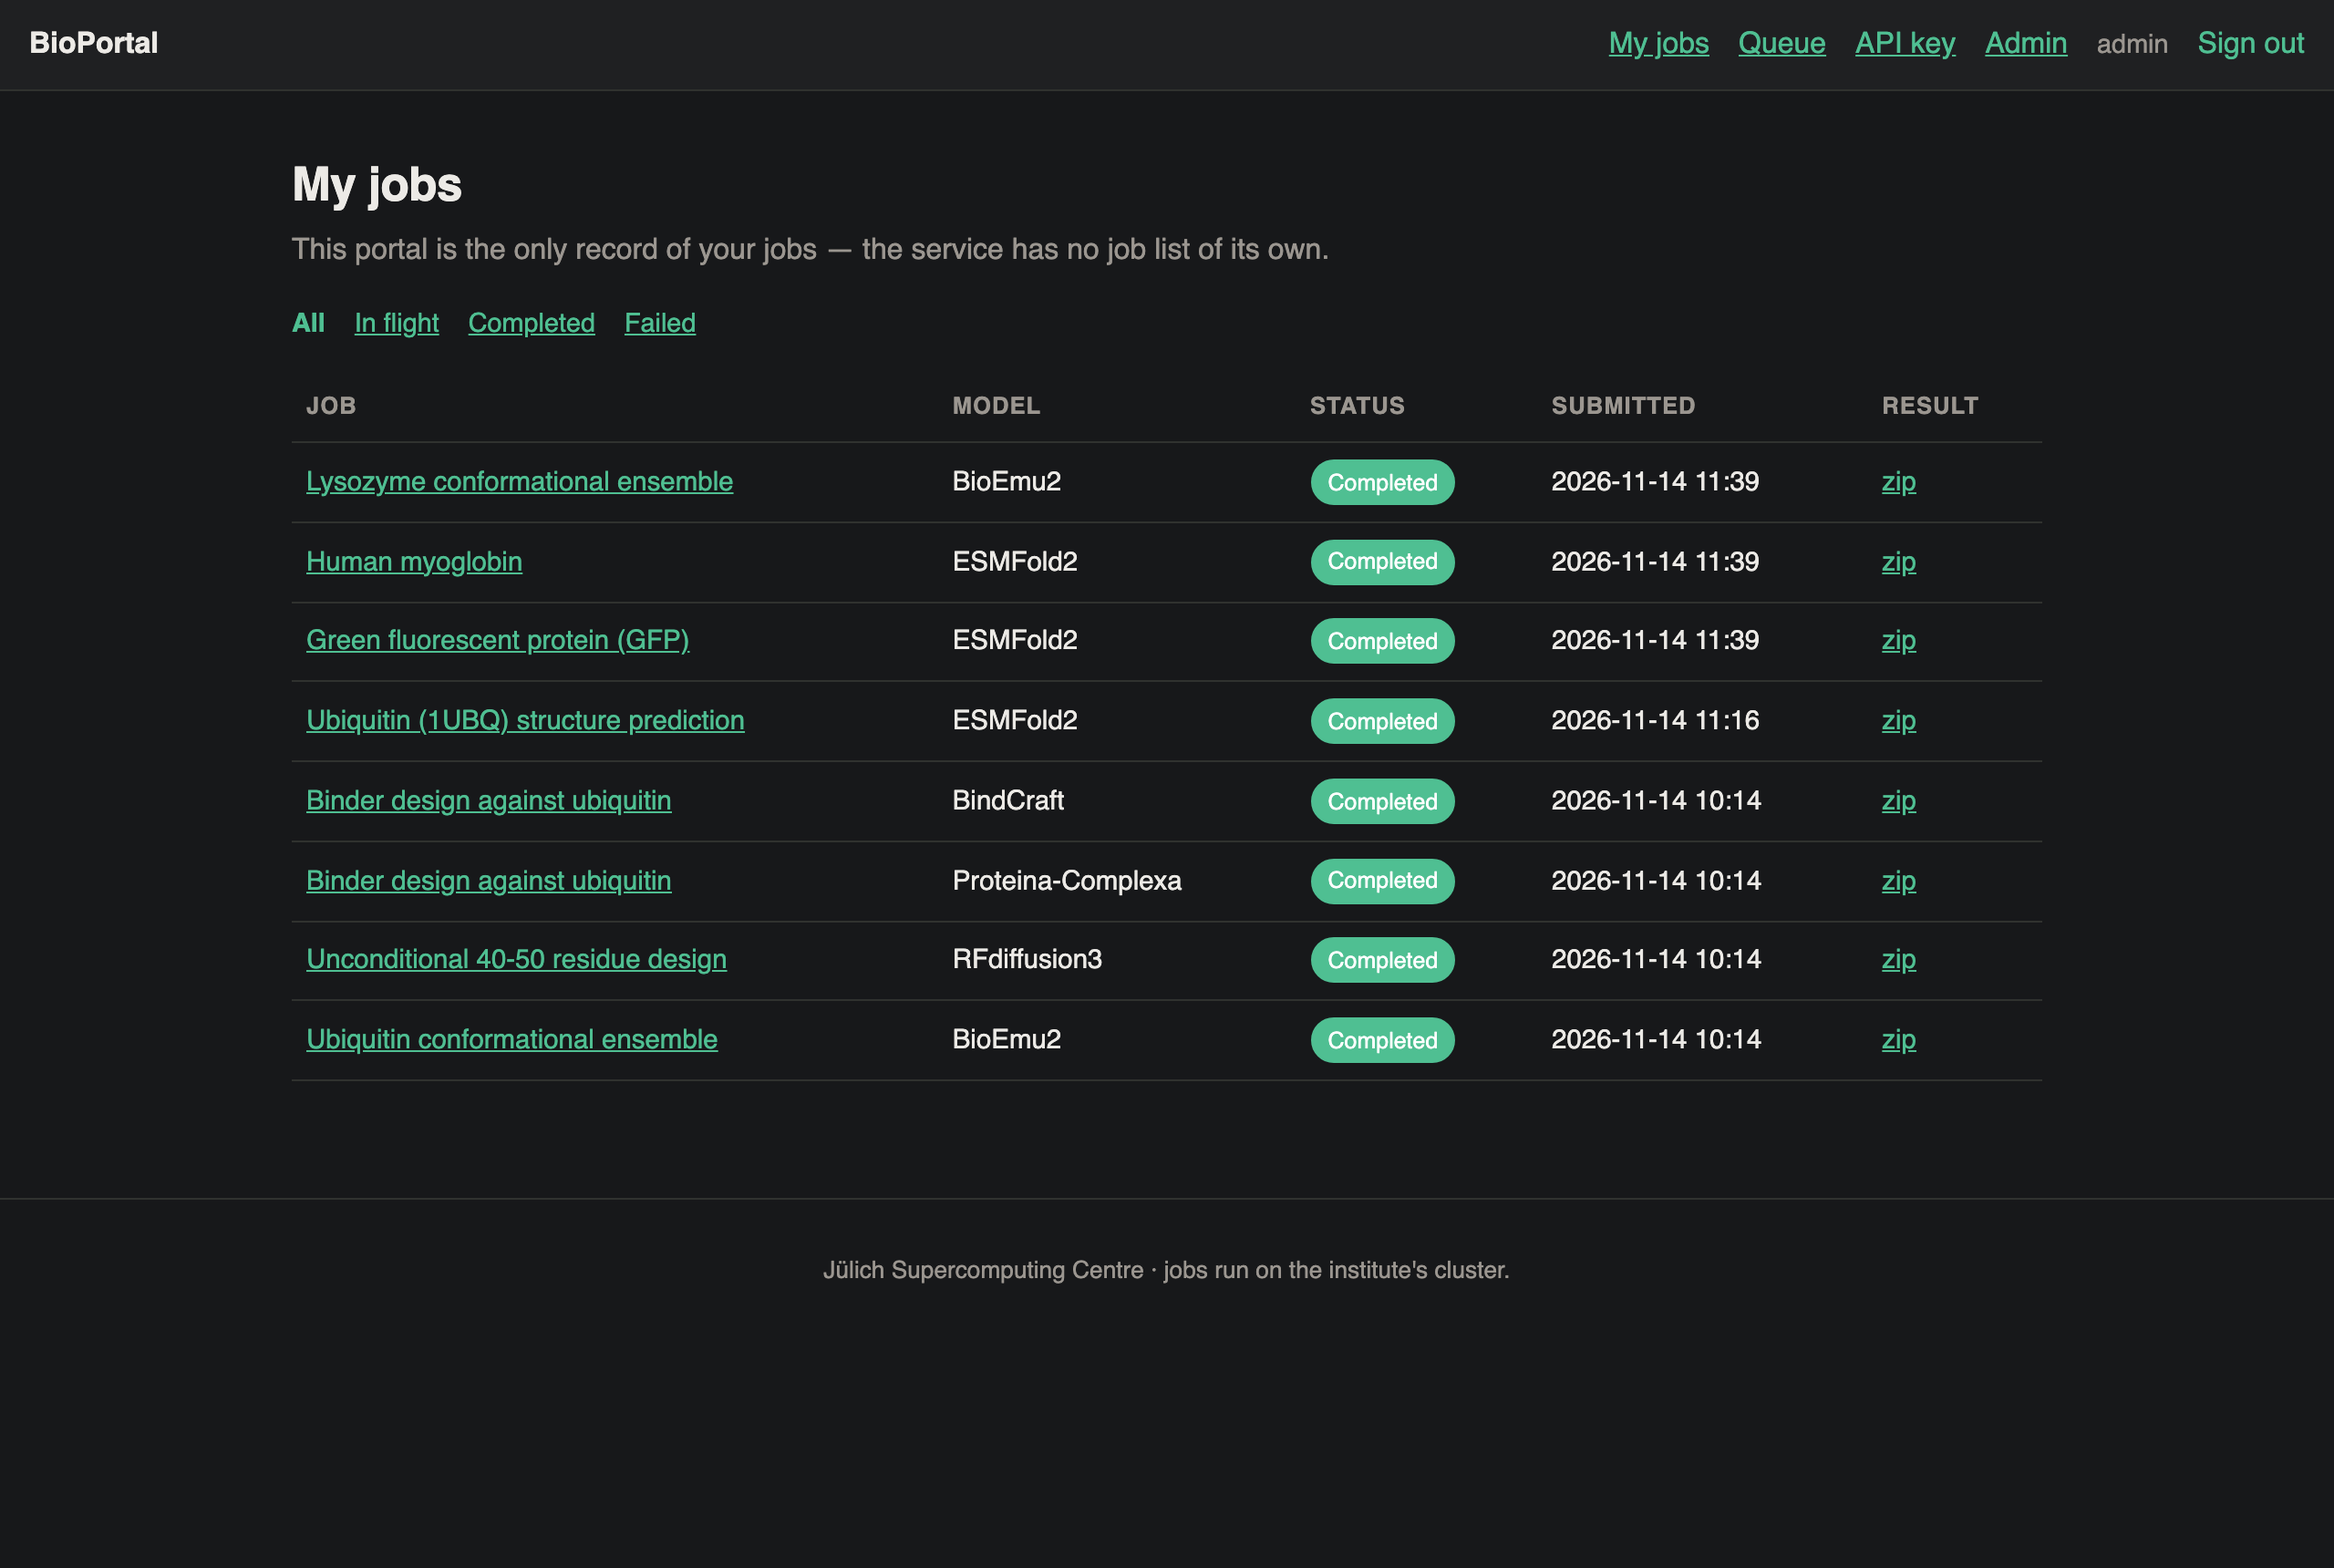 BioPortal My jobs Queue API key Admin admin Sign out
My jobs
This portal is the only record of your jobs — the service has no job list of its own.
All In flight Completed Failed
JOB MODEL STATUS SUBMITTED RESULT
Lysozyme conformational ensemble BioEmu2 Completed 2026-11-14 11:39 zip
Human myoglobin ESMFold2 Completed 2026-11-14 11:39 zip
Green fluorescent protein (GFP) ESMFold2 Completed 2026-11-14 11:39 zip
Ubiquitin (1UBQ) structure prediction ESMFold2 Completed 2026-11-14 11:16 zip
Binder design against ubiquitin BindCraft Completed 2026-11-14 10:14 zip
Binder design against ubiquitin Proteina-Complexa Completed 2026-11-14 10:14 zip
Unconditional 40-50 residue design RFdiffusion3 Completed 2026-11-14 10:14 zip
Ubiquitin conformational ensemble BioEmu2 Completed 2026-11-14 10:14 zip
Jülich Supercomputing Centre · jobs run on the institute's cluster.